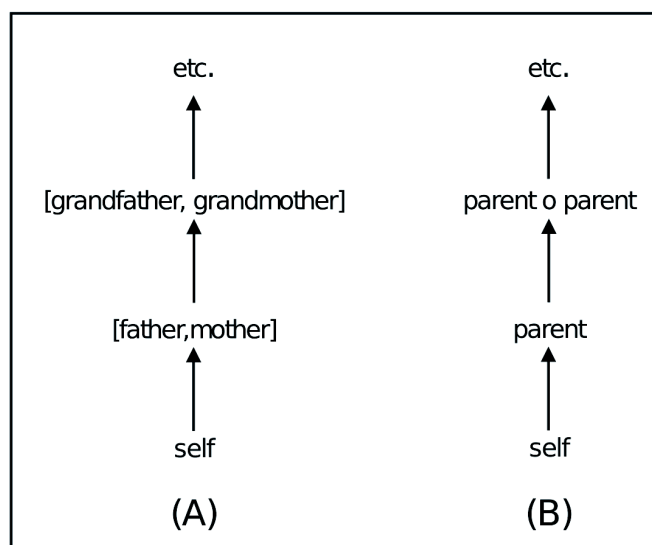 etc.
[grandfather, grandmother]
[father,mother]
self
(A)
etc.
parent o parent
parent
self
(B)